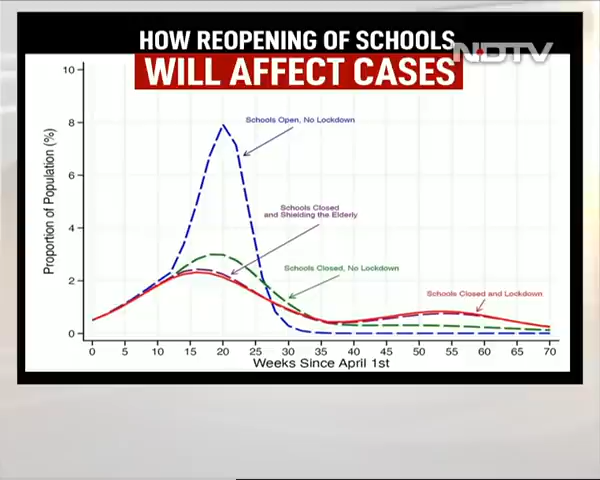 HOW REOPENING OF SCHOOLS
NDTV
WILL AFFECT CASES
10
8
6
4
2
0
Proportion of Population (%)
Schools Open, No Lockdown
Schools Closed
and Shielding the Elderly
Schools Closed, No Lockdown
Schools Closed and Lockdown
0 5 10 15 20 25 30 35 40 45 50 55 60 65 70
Weeks Since April 1st